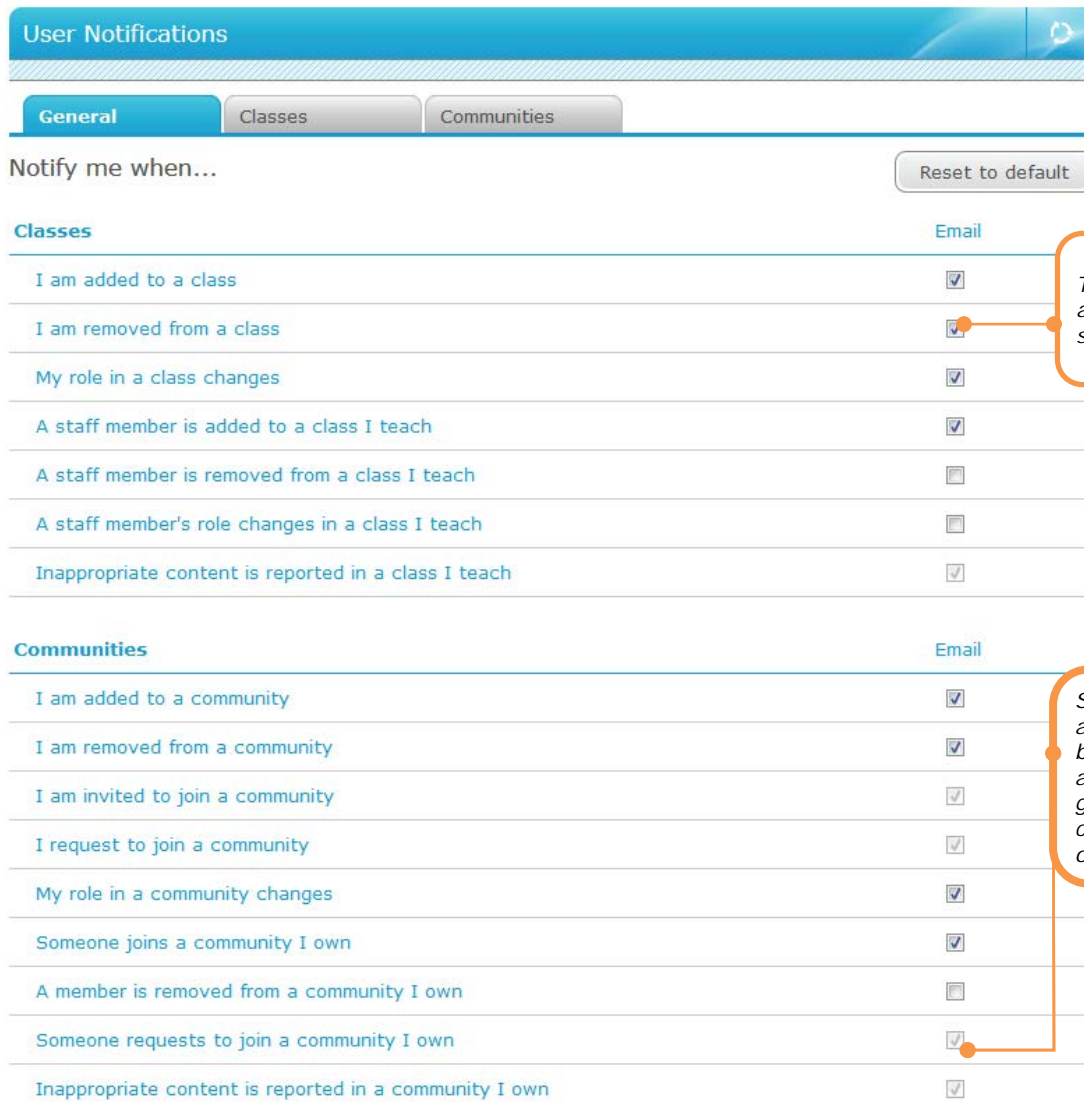 User Notifications
General
Classes
Communities
Notify me when...
Reset to default
Classes
Email
I am added to a class
I am removed from a class
My role in a class changes
A staff member is added to a class I teach
A staff member is removed from a class I teach
A staff member's role changes in a class I teach
Inappropriate content is reported in a class I teach
Communities
Email
I am added to a community
I am removed from a community
I am invited to join a community
I request to join a community
My role in a community changes
Someone joins a community I own
A member is removed from a community I own
Someone requests to join a community I own
Inappropriate content is reported in a community I own